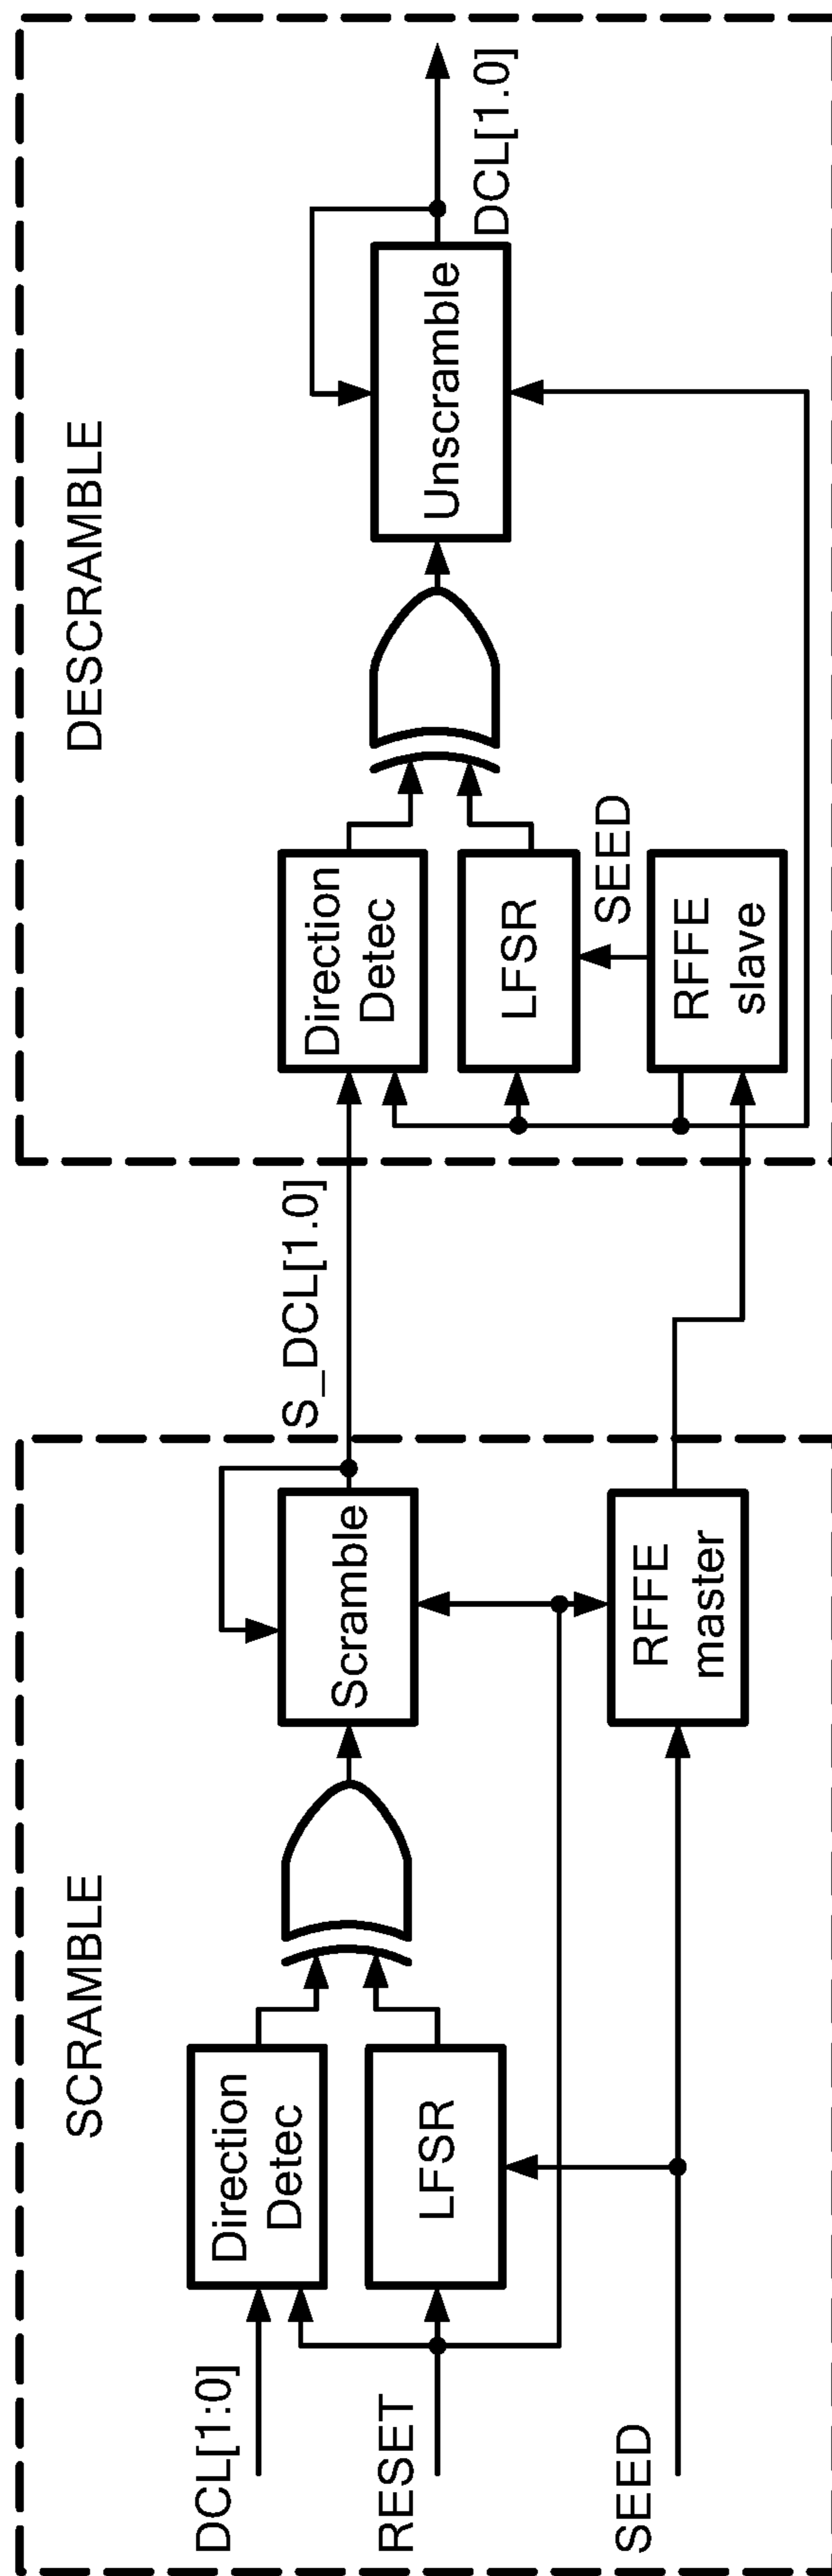 SCRAMBLE
DCL[1:0]
Direction
Detec
RESET
LFSR
SEED
Scramble
RFFE
master
S_DCL[1.0]
DESCRAMBLE
Direction
Detec
LFSR
SEED
RFFE
slave
Unscramble
DCL[1.0]